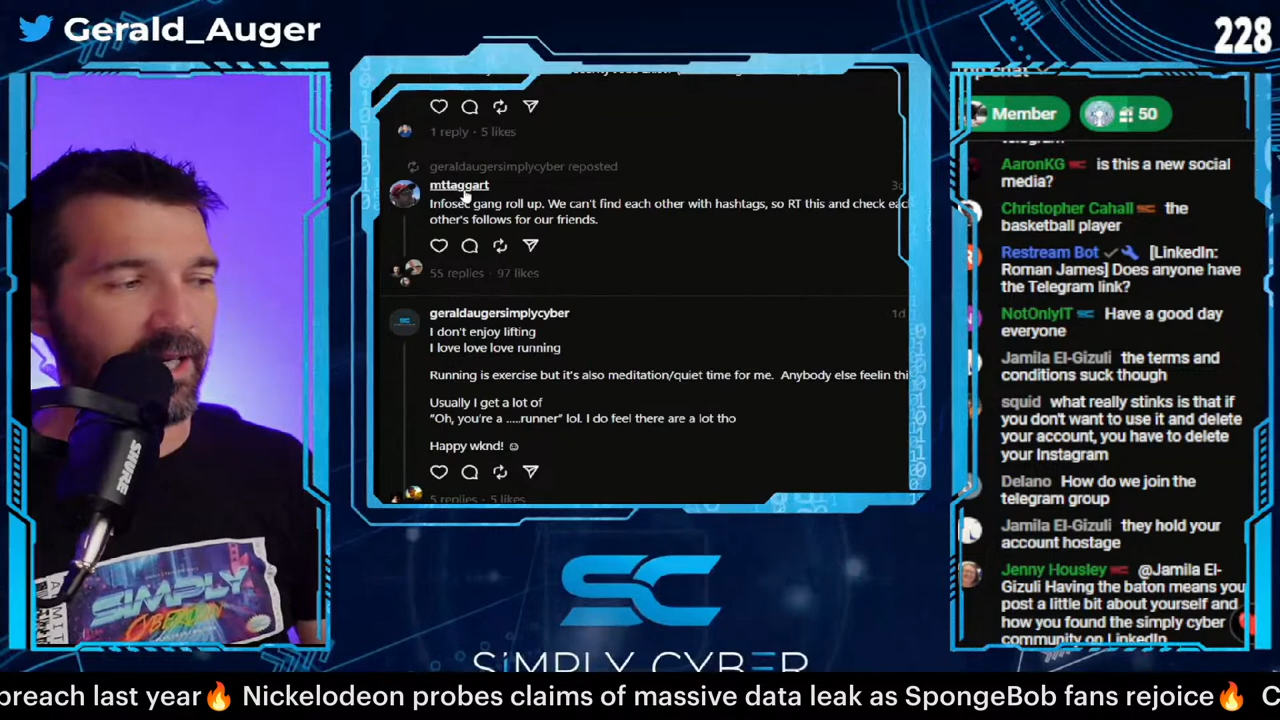 Gerald_Auger
228
1 reply · 5 likes
geraldaugersimplycyber reposted
mttaggart
Infosec gang roll up. We can't find each other with hashtags, so RT this and check eac
other's follows for our friends.
55 replies · 97 likes
geraldaugersimplycyber
1d
I don't enjoy lifting
I love love love running
Running is exercise but it's also meditation/quiet time for me. Anybody else feelin thi
Usually I get a lot of
"Oh, you're a .....runner" lol. I do feel there are a lot tho
Happy wknd! ☺
5 replies · 5 likes
Member
50
telegram
AaronKG is this a new social
media?
Christopher Cahall the
basketball player
Restream Bot [LinkedIn:
Roman James] Does anyone have
the Telegram link?
NotOnlyIT Have a good day
everyone
Jamila El-Gizuli the terms and
conditions suck though
squid what really stinks is that if
you don't want to use it and delete
your account, you have to delete
your Instagram
Delano How do we join the
telegram group
Jamila El-Gizuli they hold your
account hostage
Jenny Housley @Jamila El-
Gizuli Having the baton means you
post a little bit about yourself and
how you found the simply cyber
community on LinkedIn
SHURE
SIMPLY
CYBERCON
SC
SiMPLY CYBER
breach last year🔥 Nickelodeon probes claims of massive data leak as SpongeBob fans rejoice🔥 C